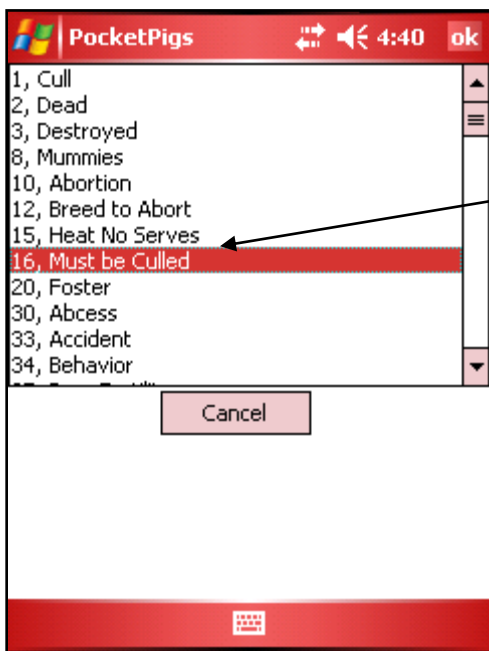 PocketPigs 4:40 ok
1, Cull
2, Dead
3, Destroyed
8, Mummies
10, Abortion
12, Breed to Abort
15, Heat No Serves
16, Must be Culled
20, Foster
30, Abcess
33, Accident
34, Behavior
Cancel